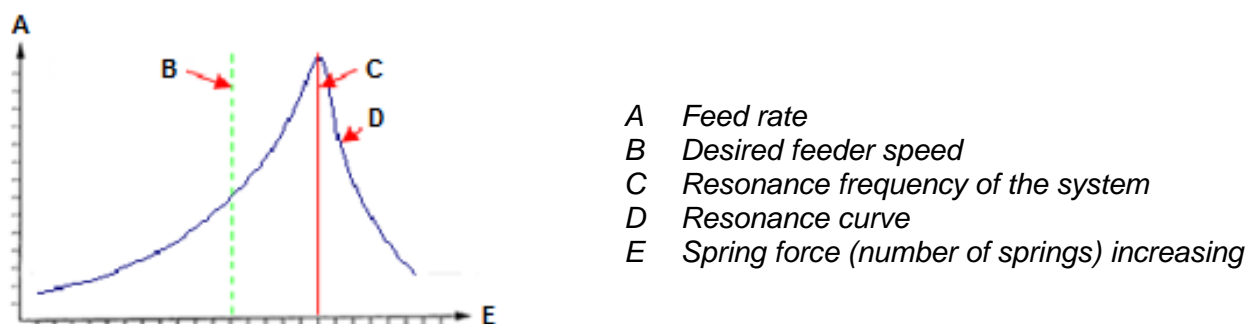 A
B
C
D
E
A Feed rate
B Desired feeder speed
C Resonance frequency of the system
D Resonance curve
E Spring force (number of springs) increasing